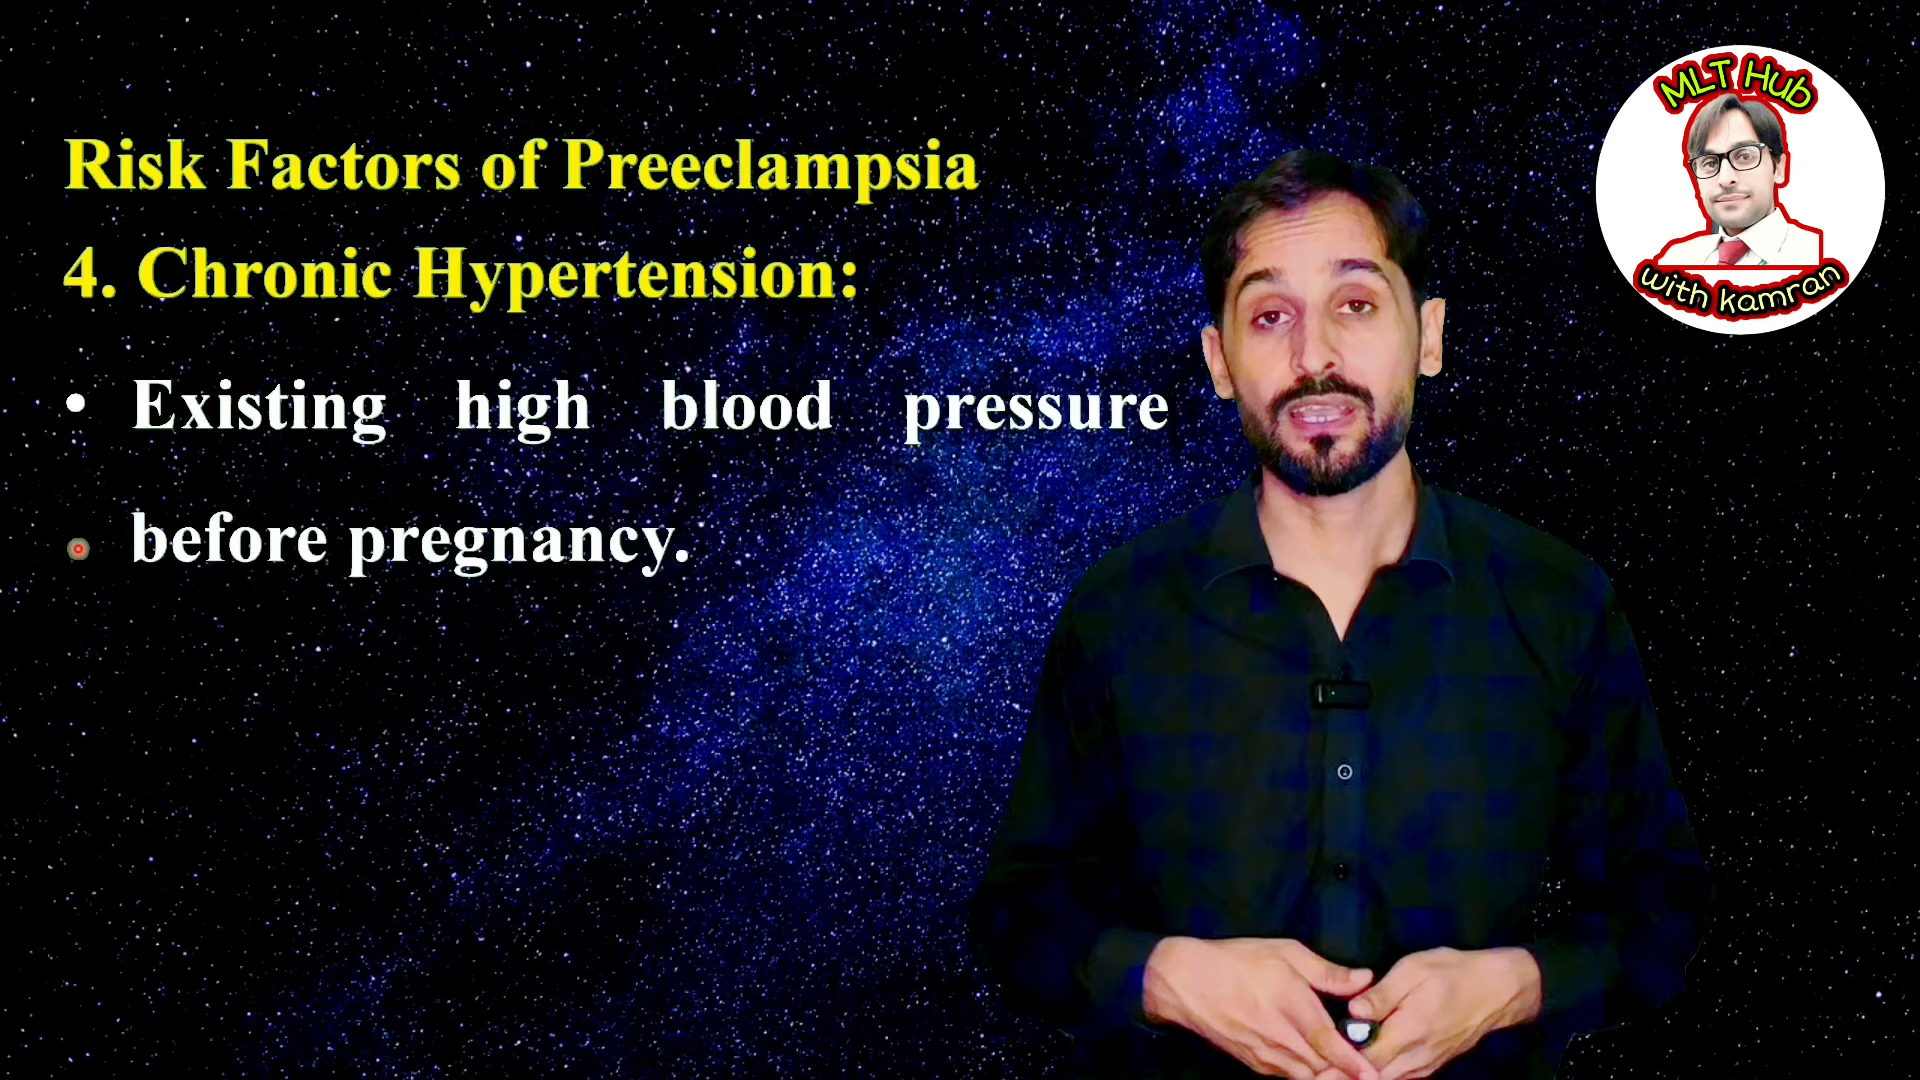 Risk Factors of Preeclampsia
4. Chronic Hypertension:
• Existing high blood pressure
before pregnancy.
MLT Hub
with kamran